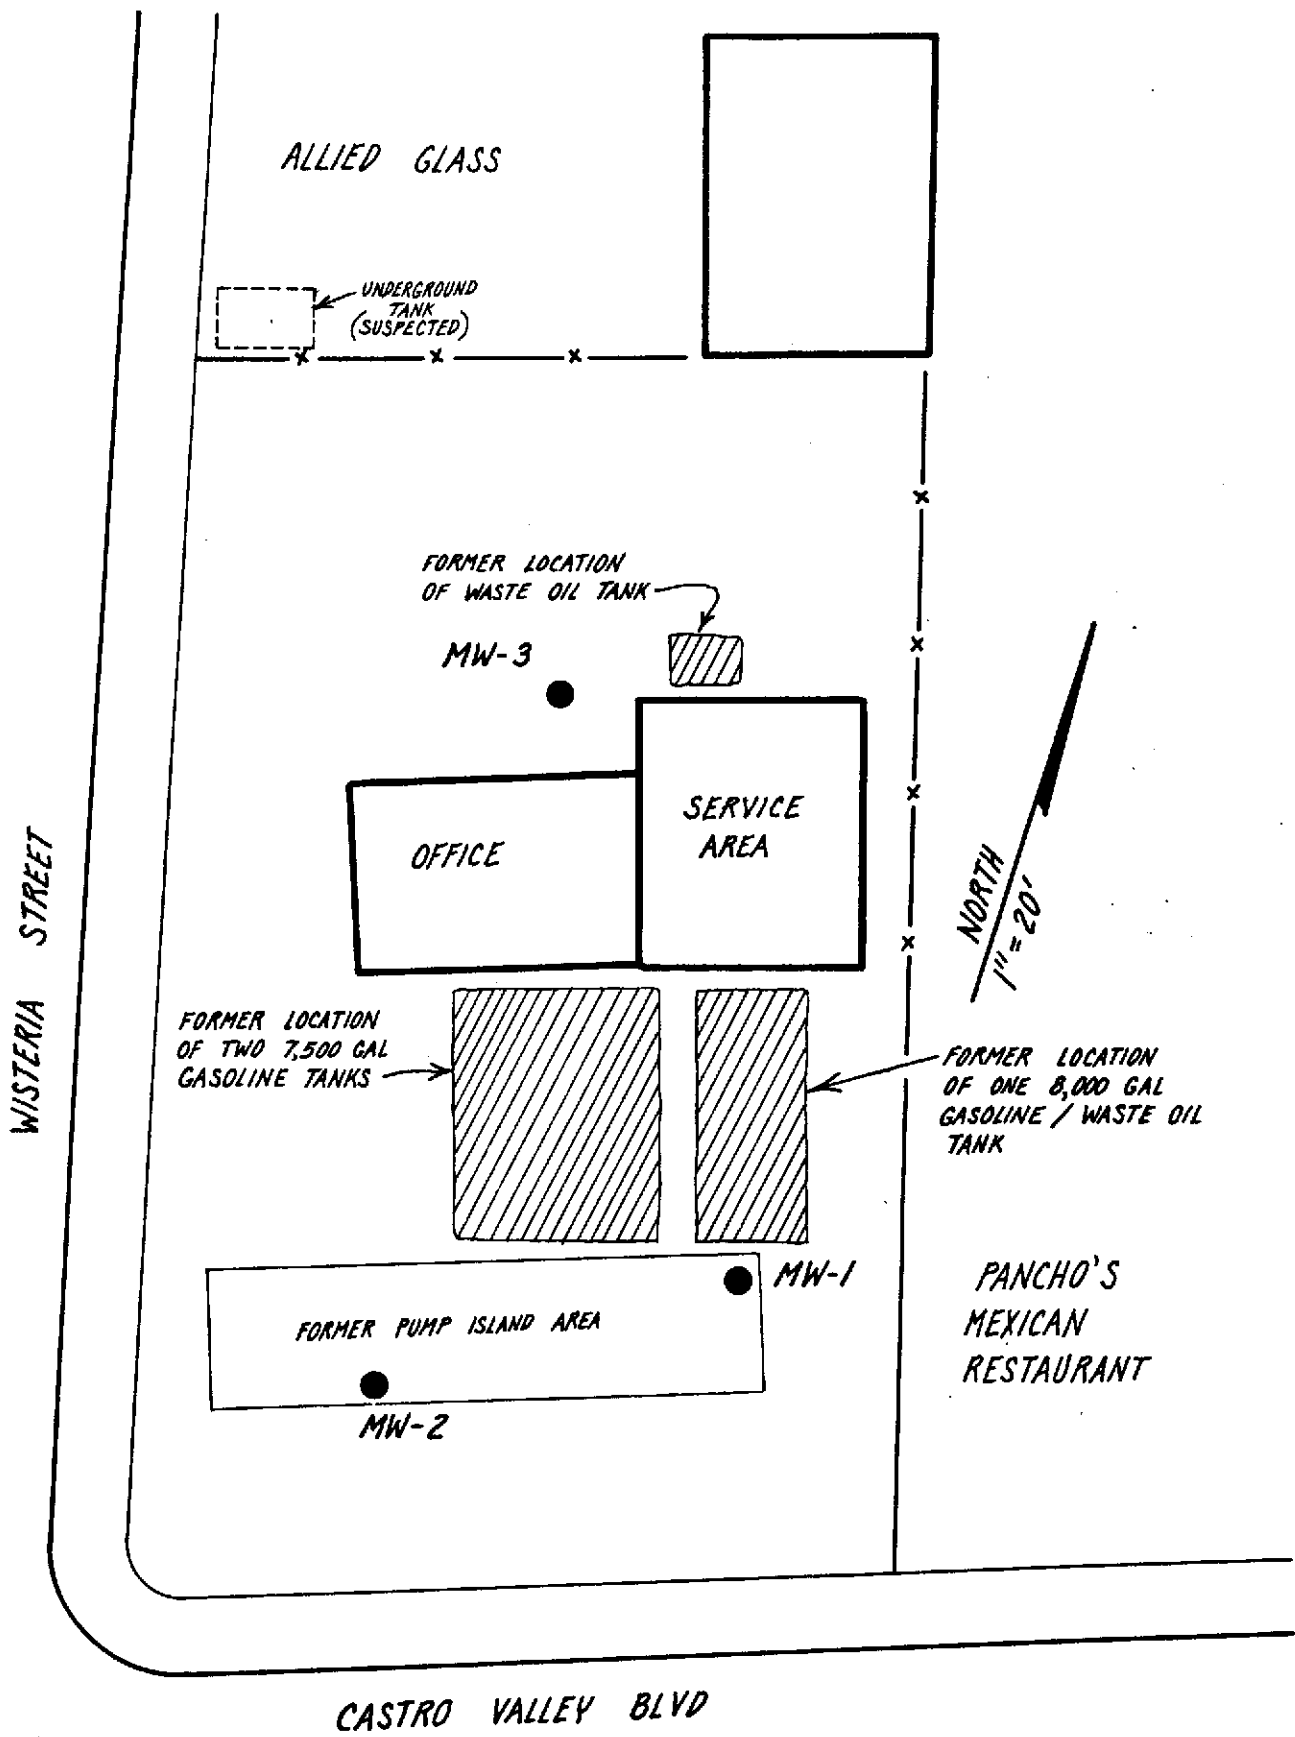 ALLIED GLASS
UNDERGROUND
TANK
(SUSPECTED)
FORMER LOCATION
OF WASTE OIL TANK
MW-3
SERVICE
AREA
OFFICE
NORTH
1" = 20'
WISTERIA STREET
FORMER LOCATION
OF TWO 7,500 GAL
GASOLINE TANKS
FORMER LOCATION
OF ONE 8,000 GAL
GASOLINE / WASTE OIL
TANK
MW-1
PANCHO'S
MEXICAN
RESTAURANT
FORMER PUMP ISLAND AREA
MW-2
CASTRO VALLEY BLVD